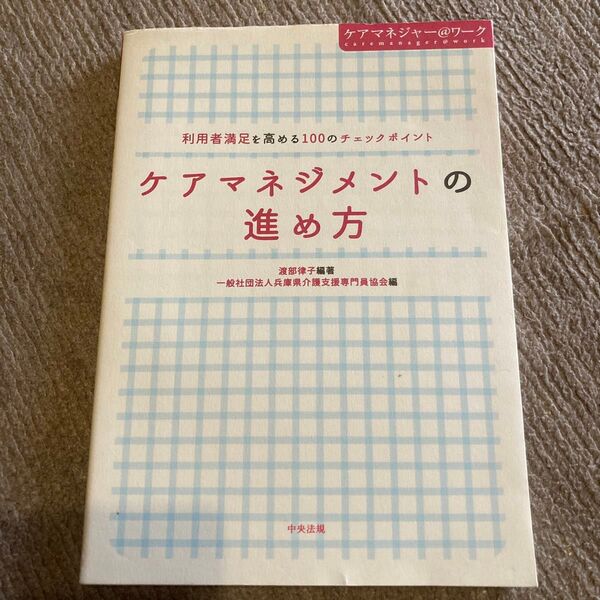 ケアマネジャー@ワーク
caremanager@work
利用者満足を高める100のチェックポイント
ケアマネジメントの
進め方
渡部律子編著
一般社団法人兵庫県介護支援専門員協会編
中央法規